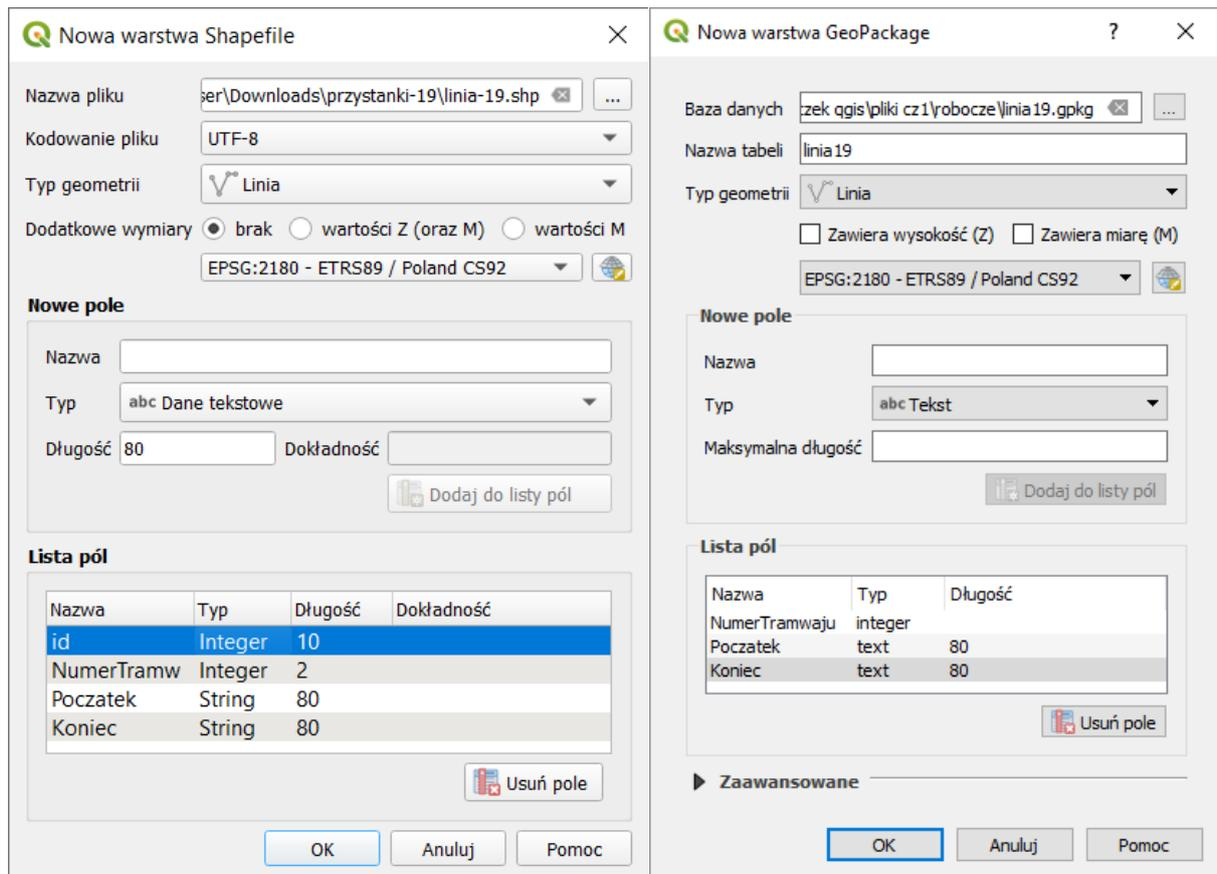 Nowa warstwa Shapefile
Nazwa pliku ser\Downloads\przystanki-19\linia-19.shp ...
Kodowanie pliku UTF-8
Typ geometrii Linia
Dodatkowe wymiary brak wartości Z (oraz M) wartości M
EPSG:2180 - ETRS89 / Poland CS92
Nowe pole
Nazwa
Typ abc Dane tekstowe
Długość 80 Dokładność
Dodaj do listy pól
Lista pól
Nazwa Typ Długość Dokładność
id Integer 10
NumerTramw Integer 2
Poczatek String 80
Koniec String 80
Usuń pole
OK Anuluj Pomoc
Nowa warstwa GeoPackage ?
Baza danych zek qgis\pliki cz1\robocze\linia19.gpkg ...
Nazwa tabeli linia19
Typ geometrii Linia
Zawiera wysokość (Z) Zawiera miarę (M)
EPSG:2180 - ETRS89 / Poland CS92
Nowe pole
Nazwa
Typ abc Tekst
Maksymalna długość
Dodaj do listy pól
Lista pól
Nazwa Typ Długość
NumerTramwaju integer
Poczatek text 80
Koniec text 80
Usuń pole
Zaawansowane
OK Anuluj Pomoc